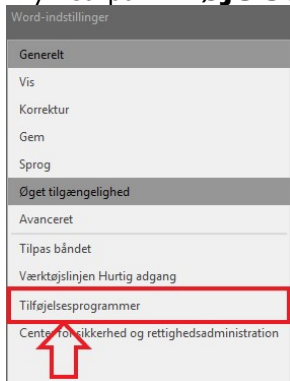 Word-indstillinger
Generelt
Vis
Korrektur
Gem
Sprog
Øget tilgængelighed
Avanceret
Tilpas båndet
Værktøjslinjen Hurtig adgang
Tilføjelsesprogrammer
Center for sikkerhed og rettighedsadministration